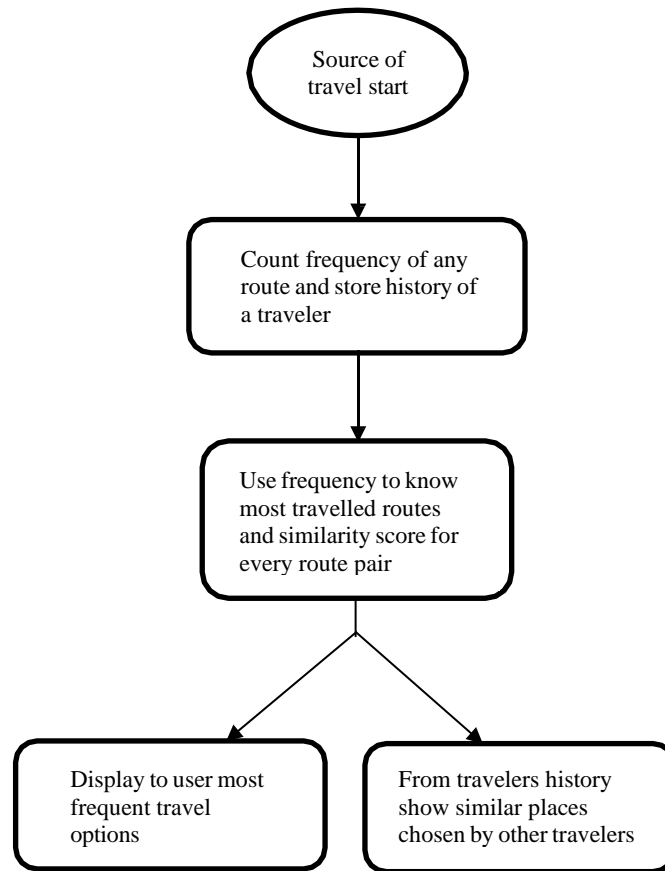 Source of
travel start
Count frequency of any
route and store history of
a traveler
Use frequency to know
most travelled routes
and similarity score for
every route pair
Display to user most
frequent travel
options
From travelers history
show similar places
chosen by other travelers